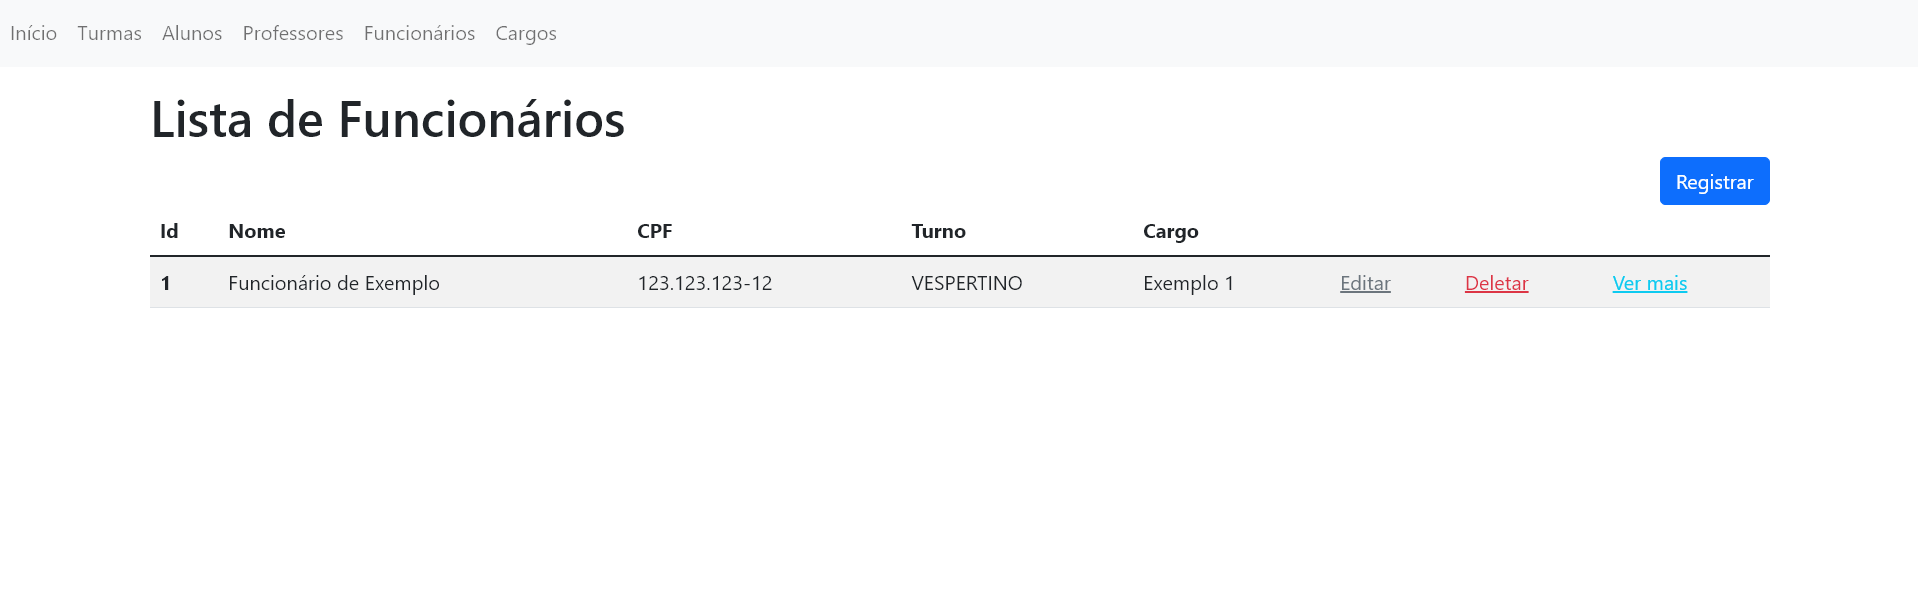 Início Turmas Alunos Professores Funcionários Cargos
Lista de Funcionários
Registrar
Id Nome CPF Turno Cargo
1 Funcionário de Exemplo 123.123.123-12 VESPERTINO Exemplo 1 Editar Deletar Ver mais